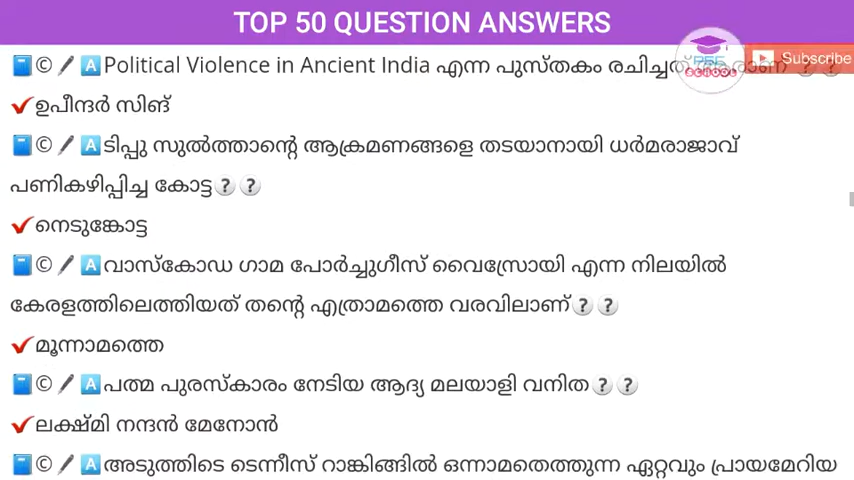 TOP 50 QUESTION ANSWERS
Political Violence in Ancient India എന്ന പുസ്തകം രചിച്ചത് ആരാണ്
Subscribe
SCHOOL
ഉപീന്ദർ സിങ്
ടിപ്പു സുൽത്താന്റെ ആക്രമണങ്ങളെ തടയാനായി ധർമരാജാവ്
പണികഴിപ്പിച്ച കോട്ട❔❔
✔നെടുങ്കോട്ട
📘©🖊🅰വാസ്കോഡ ഗാമ പോർച്ചുഗീസ് വൈസ്രോയി എന്ന നിലയിൽ
കേരളത്തിലെത്തിയത് തന്റെ എത്രാമത്തെ വരവിലാണ്❔❔
✔മൂന്നാമത്തെ
📘©🖊🅰പത്മ പുരസ്കാരം നേടിയ ആദ്യ മലയാളി വനിത❔❔
✔ലക്ഷ്മി നന്ദൻ മേനോൻ
📘©🖊🅰അടുത്തിടെ ടെന്നീസ് റാങ്കിങ്ങിൽ ഒന്നാമതെത്തുന്ന ഏറ്റവും പ്രായമേറിയ